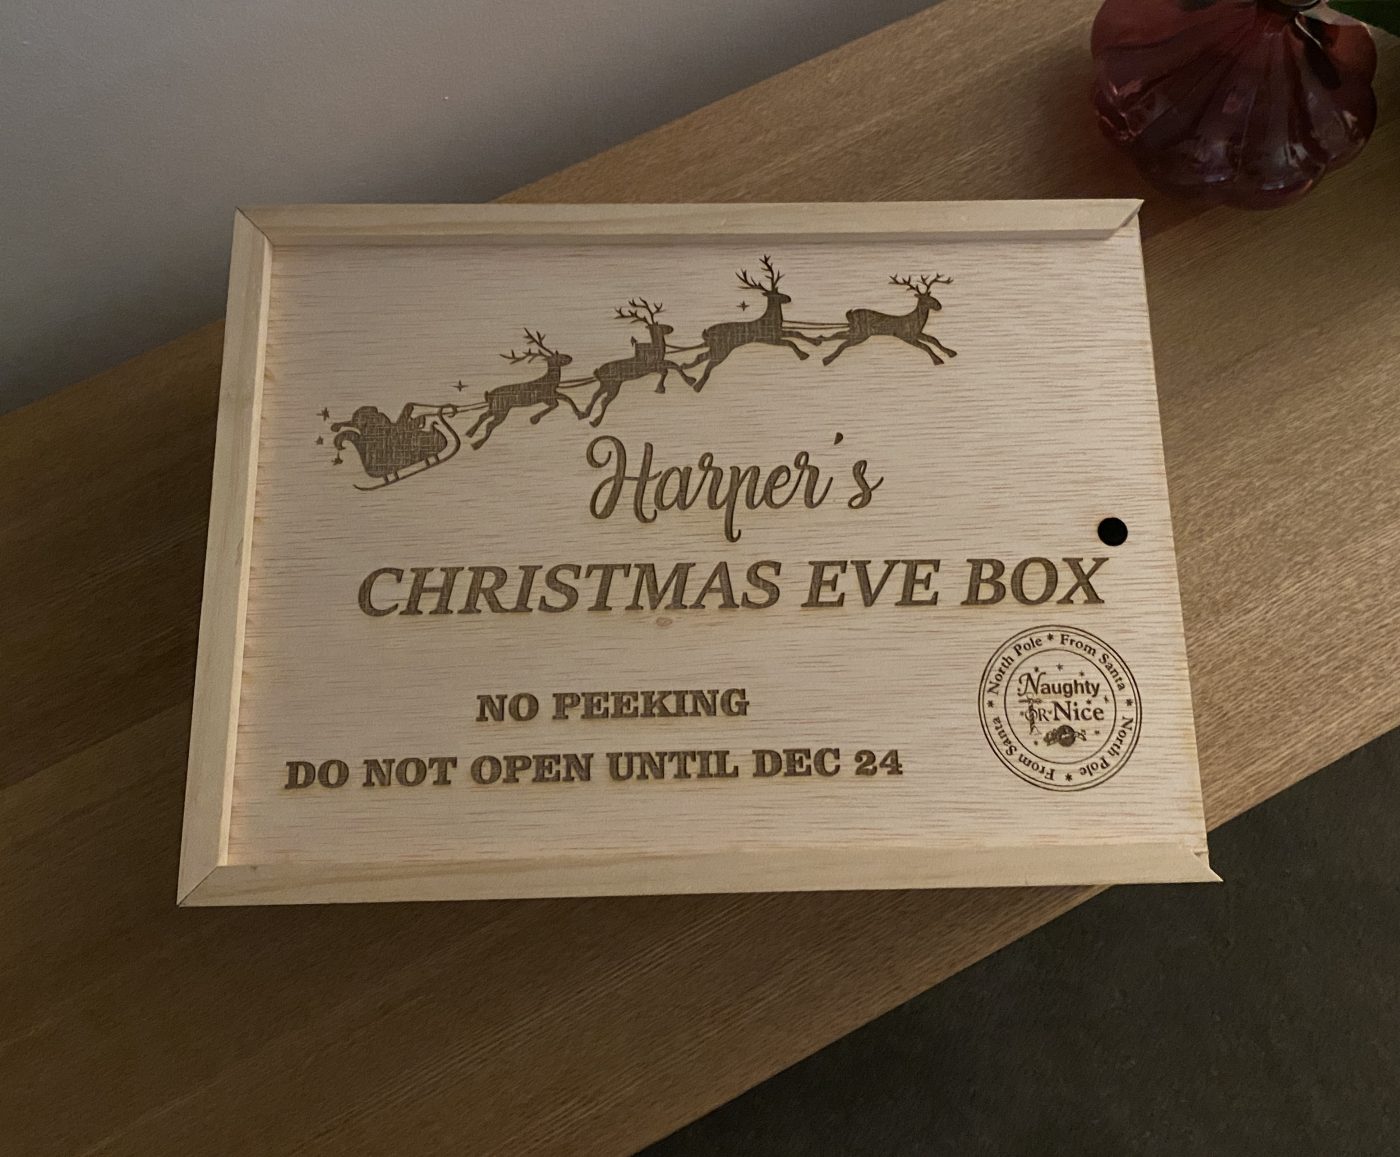 Harper's
CHRISTMAS EVE BOX
NO PEEKING
DO NOT OPEN UNTIL DEC 24
North Pole * From Santa * North Pole * From Santa *
Naughty
OR Nice